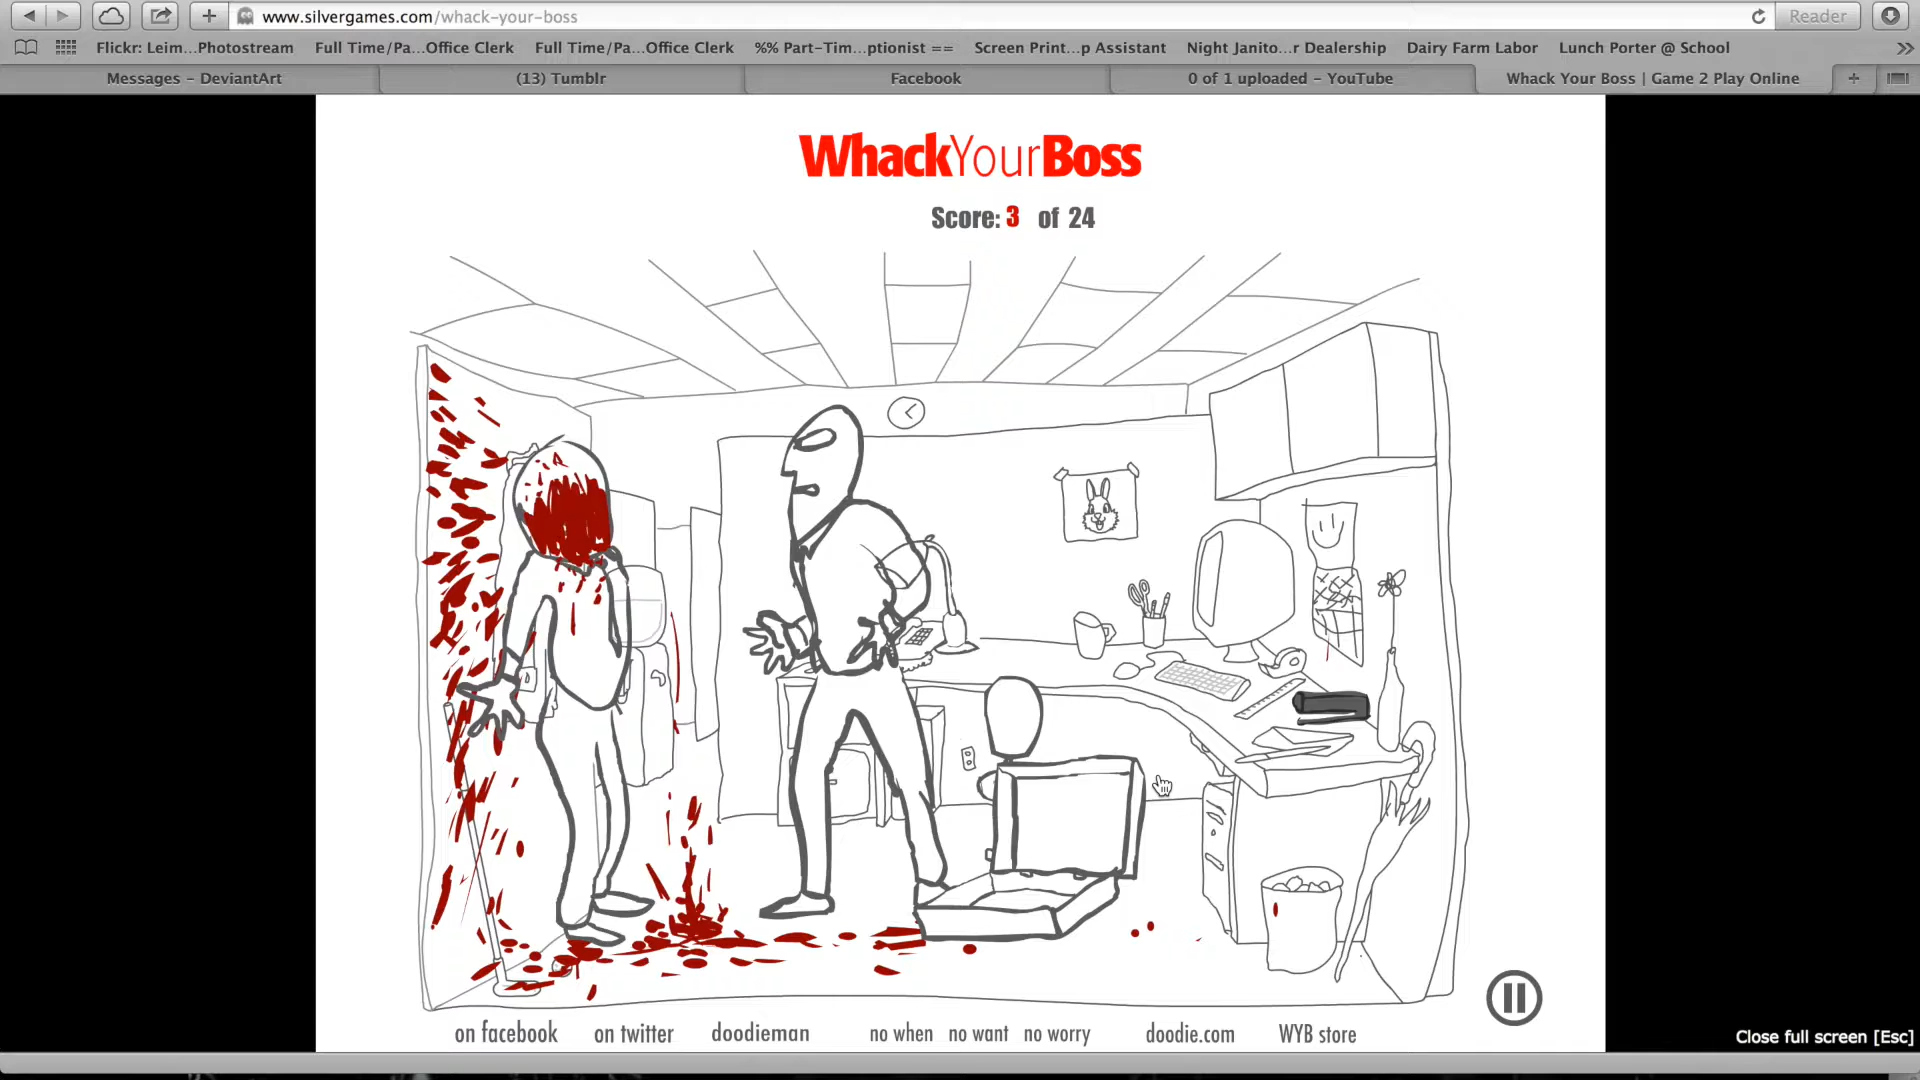 www.silvergames.com/whack-your-boss
Reader
Flickr: Leim...Photostream Full Time/Pa...Office Clerk Full Time/Pa...Office Clerk %% Part-Tim...ptionist == Screen Print...p Assistant Night Janito...r Dealership Dairy Farm Labor Lunch Porter @ School
Messages - DeviantArt (13) Tumblr Facebook 0 of 1 uploaded - YouTube Whack Your Boss | Game 2 Play Online
WhackYourBoss
Score: 3 of 24
on facebook on twitter doodieman no when no want no worry doodie.com WYB store
Close full screen [Esc]